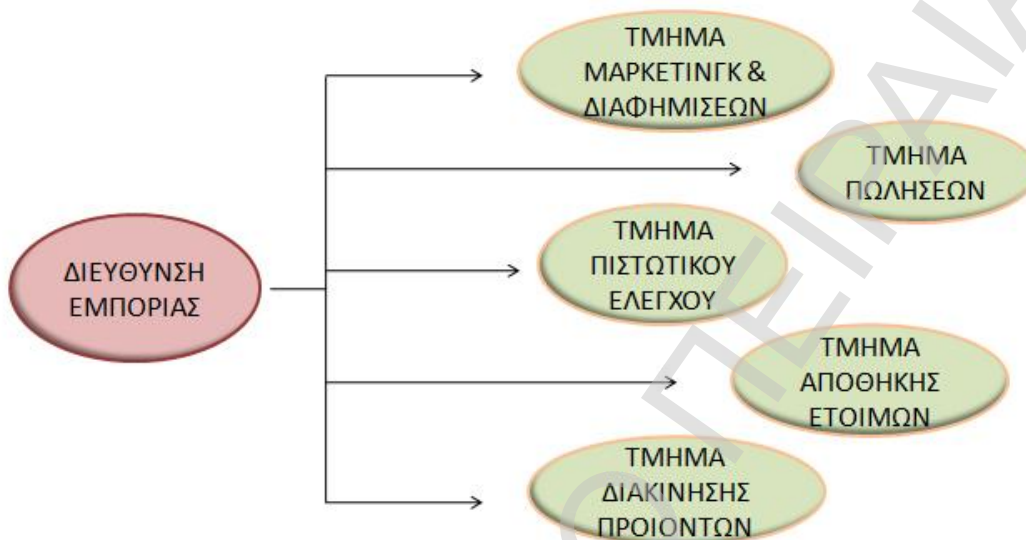 ΤΜΗΜΑ
ΜΑΡΚΕΤΙΝΓΚ &
ΔΙΑΦΗΜΙΣΕΩΝ
ΤΜΗΜΑ
ΠΩΛΗΣΕΩΝ
ΔΙΕΥΘΥΝΣΗ
ΕΜΠΟΡΙΑΣ
ΤΜΗΜΑ
ΠΙΣΤΩΤΙΚΟΥ
ΕΛΕΓΧΟΥ
ΤΜΗΜΑ
ΑΠΟΘΗΚΗΣ
ΕΤΟΙΜΩΝ
ΤΜΗΜΑ
ΔΙΑΚΙΝΗΣΗΣ
ΠΡΟΙΟΝΤΩΝ